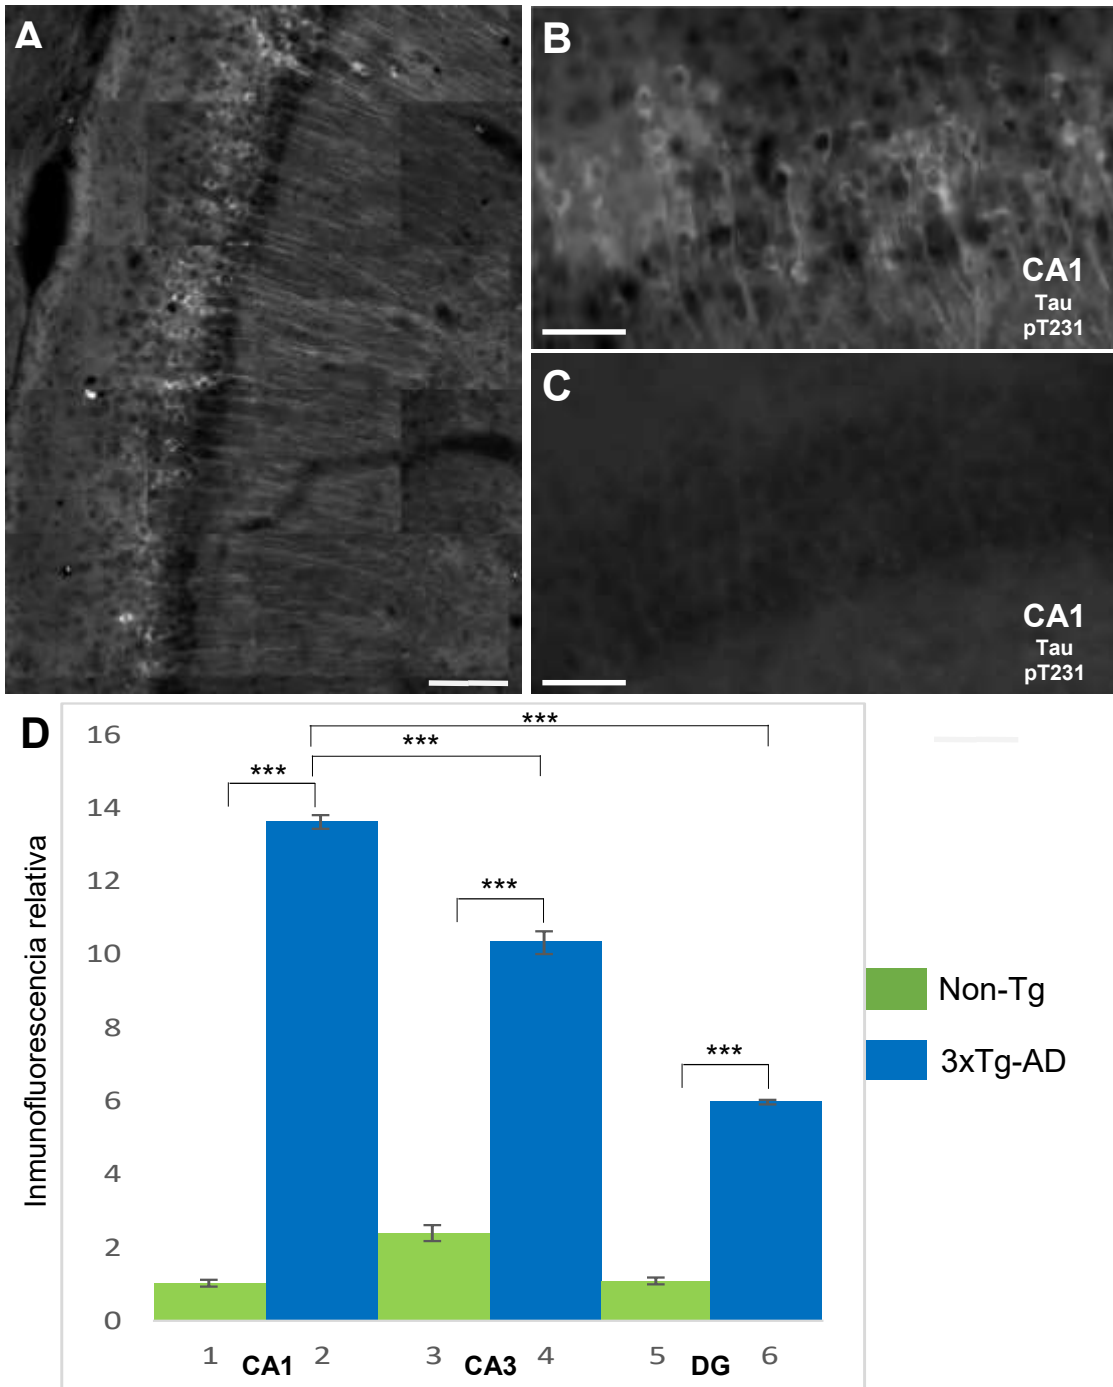 A
B
CA1
Tau
pT231
C
CA1
Tau
pT231
D
Inmunofluorescencia relativa
16
14
12
10
8
6
4
2
0
***
***
***
***
***
1 CA1 2 3 CA3 4 5 DG 6
Non-Tg
3xTg-AD